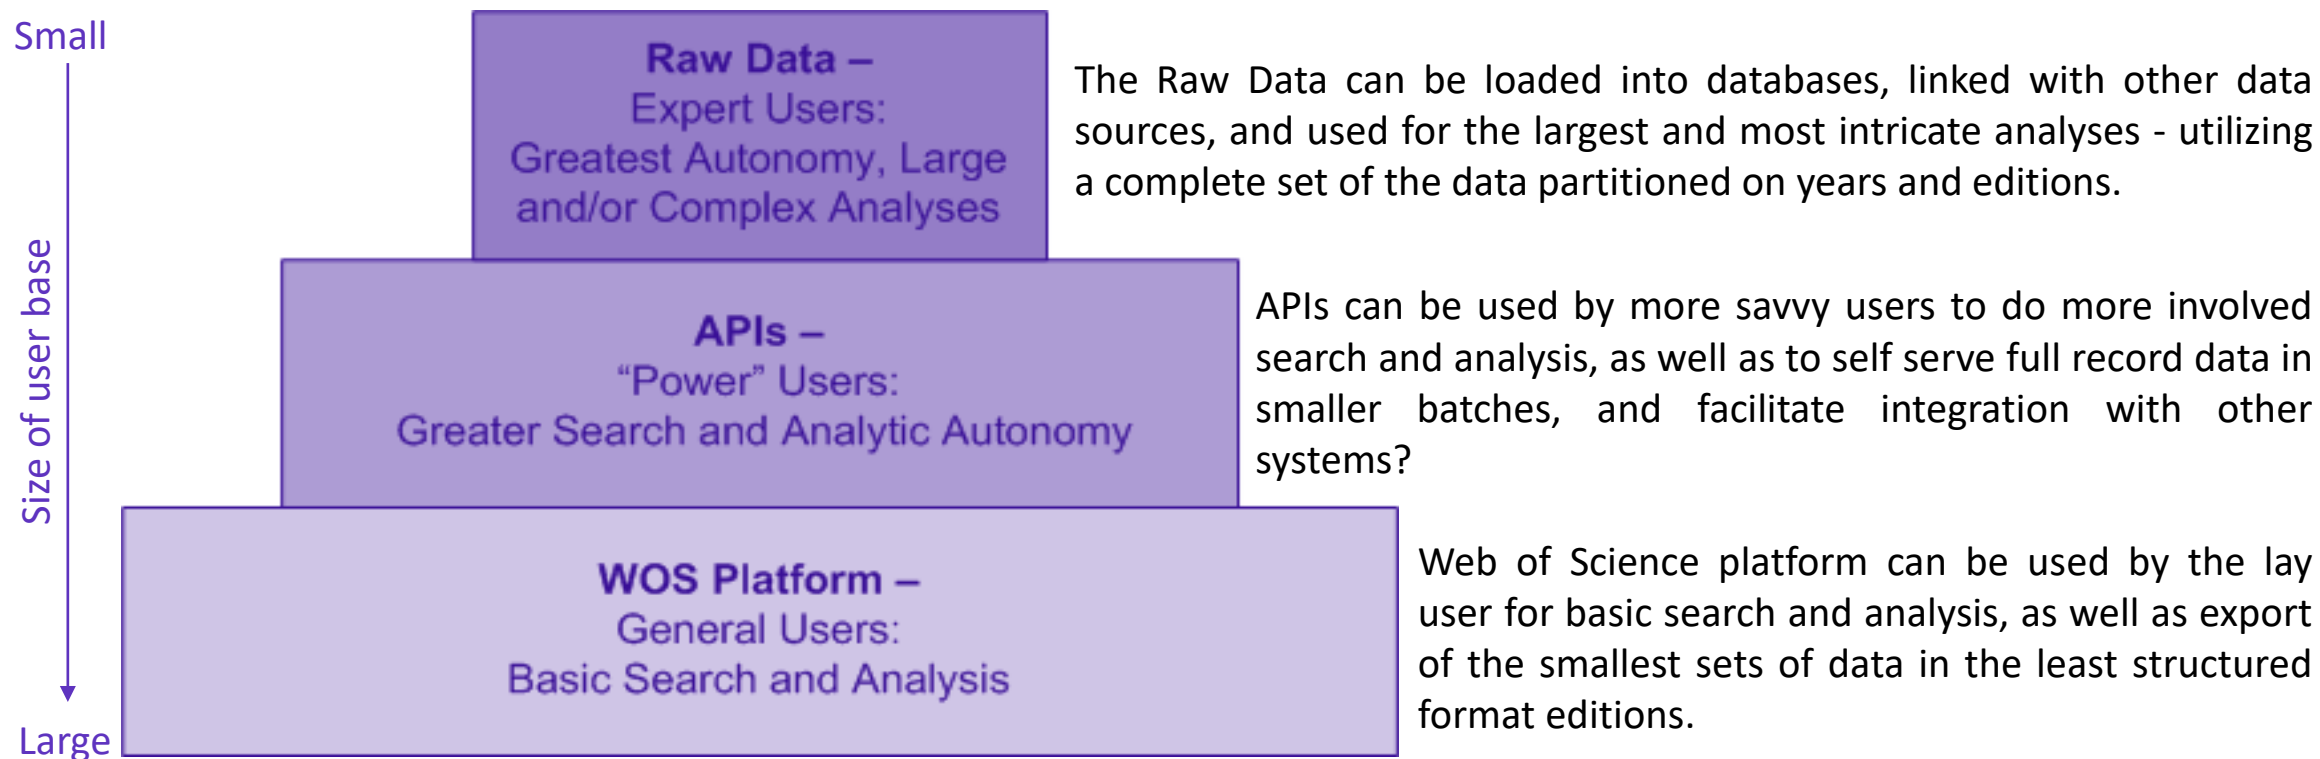 Small
Size of user base
Large
Raw Data –
Expert Users:
Greatest Autonomy, Large
and/or Complex Analyses
The Raw Data can be loaded into databases, linked with other data
sources, and used for the largest and most intricate analyses - utilizing
a complete set of the data partitioned on years and editions.
APIs –
“Power” Users:
Greater Search and Analytic Autonomy
APIs can be used by more savvy users to do more involved
search and analysis, as well as to self serve full record data in
smaller batches, and facilitate integration with other
systems?
WOS Platform –
General Users:
Basic Search and Analysis
Web of Science platform can be used by the lay
user for basic search and analysis, as well as export
of the smallest sets of data in the least structured
format editions.